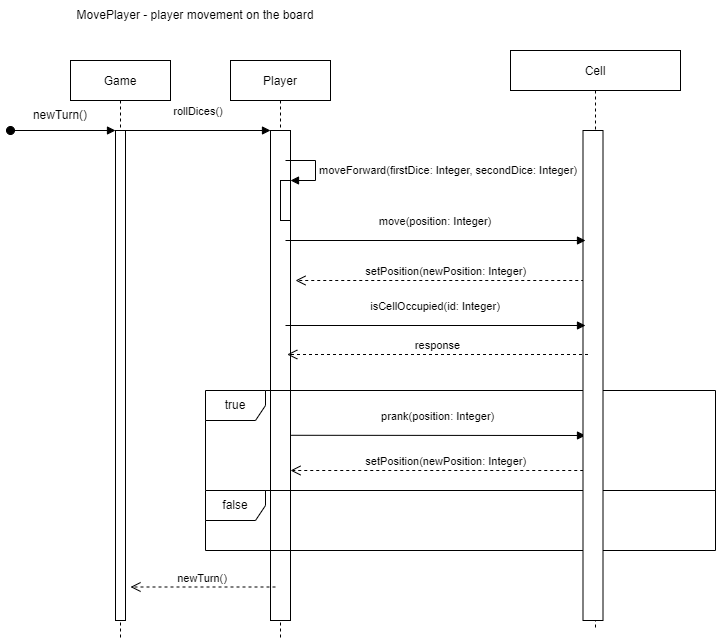 MovePlayer - player movement on the board
Game
Player
Cell
newTurn()
rollDices()
moveForward(firstDice: Integer, secondDice: Integer)
move(position: Integer)
setPosition(newPosition: Integer)
isCellOccupied(id: Integer)
response
true
prank(position: Integer)
setPosition(newPosition: Integer)
false
newTurn()